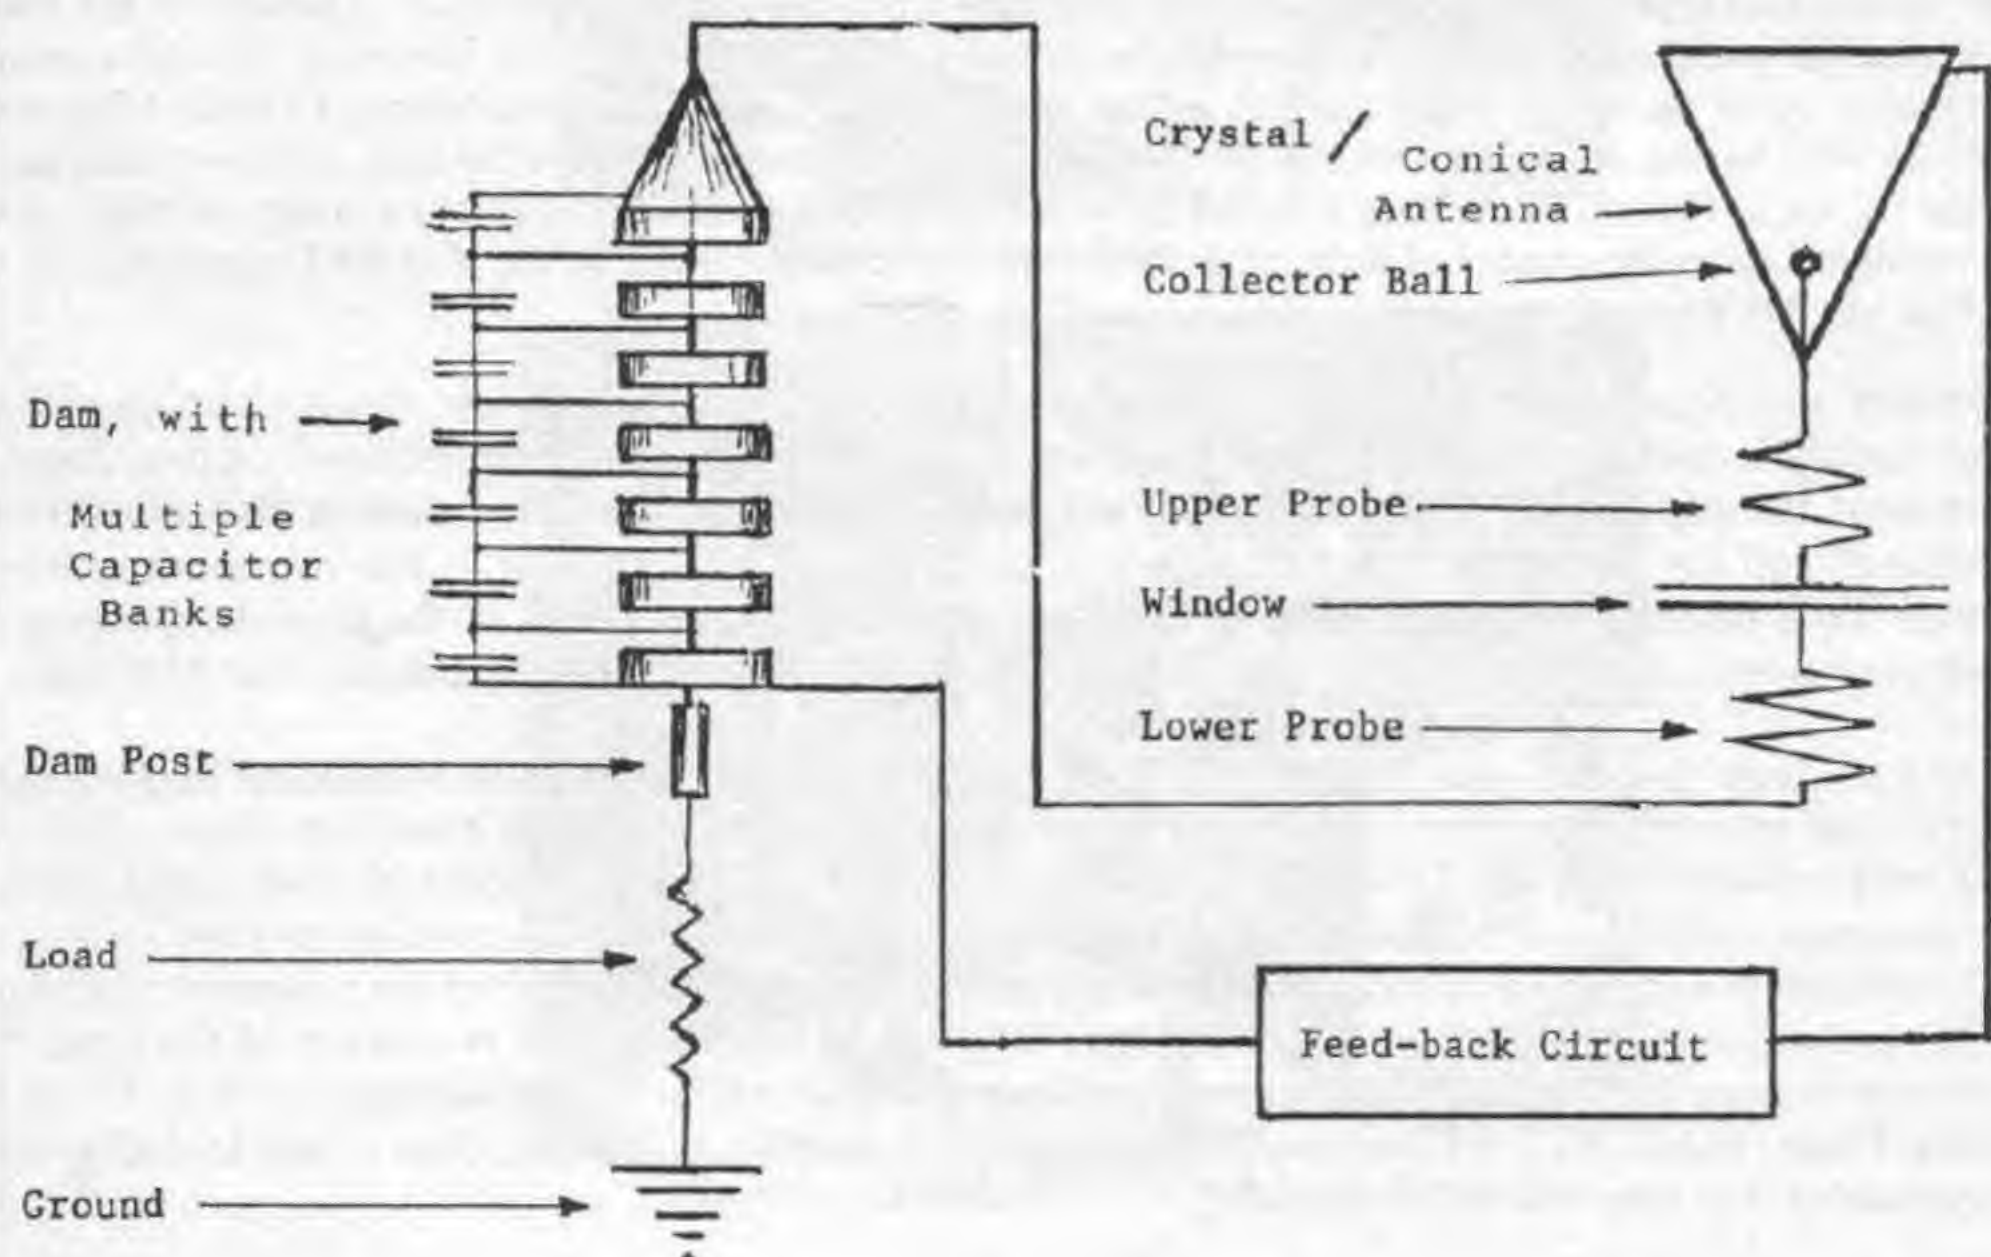 Crystal /
Conical
Antenna
Collector Ball
Dam, with
Multiple
Capacitor
Banks
Upper Probe
Window
Lower Probe
Dam Post
Load
Feed-back Circuit
Ground